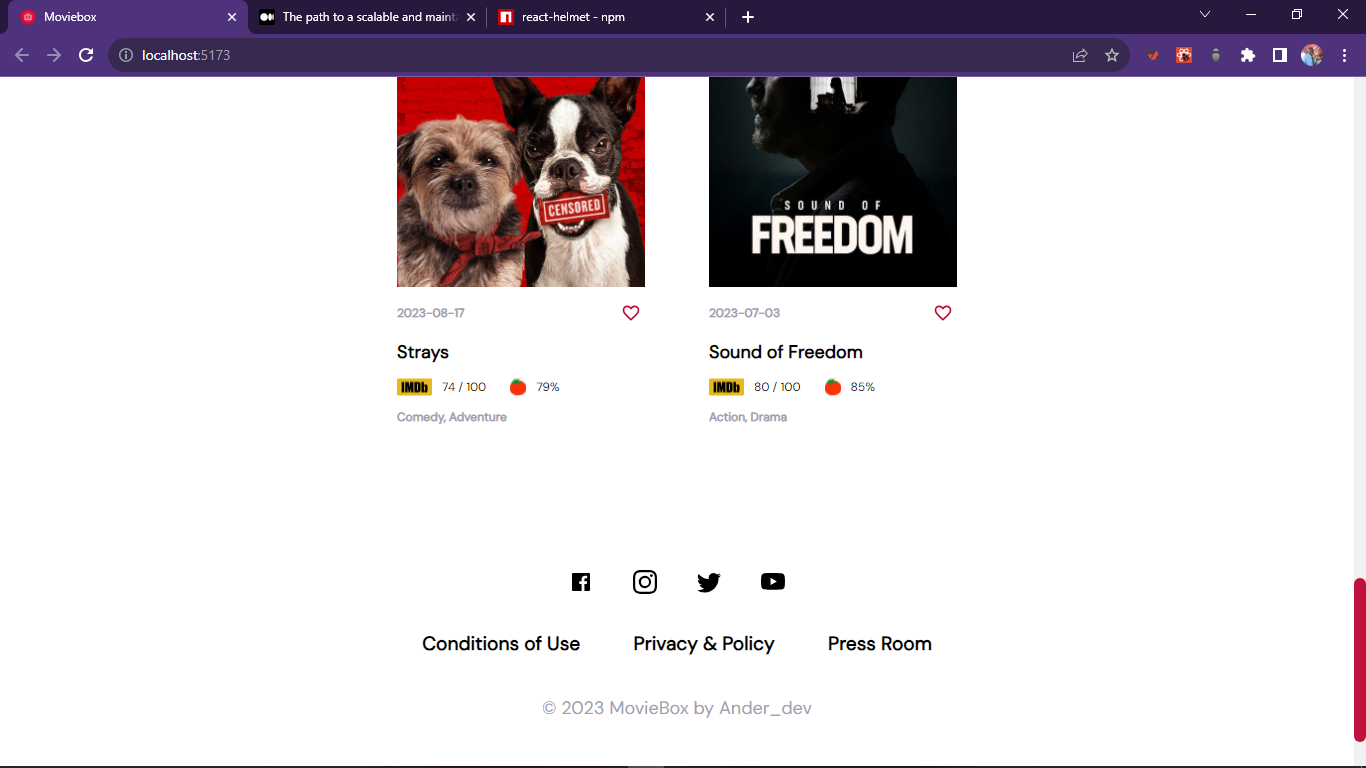 Moviebox
The path to a scalable and maint
react-helmet - npm
localhost:5173
CENSORED
SOUND OF
FREEDOM
2023-08-17
2023-07-03
Strays
Sound of Freedom
IMDb 74 / 100 79%
IMDb 80 / 100 85%
Comedy, Adventure
Action, Drama
Conditions of Use Privacy & Policy Press Room
© 2023 MovieBox by Ander_dev